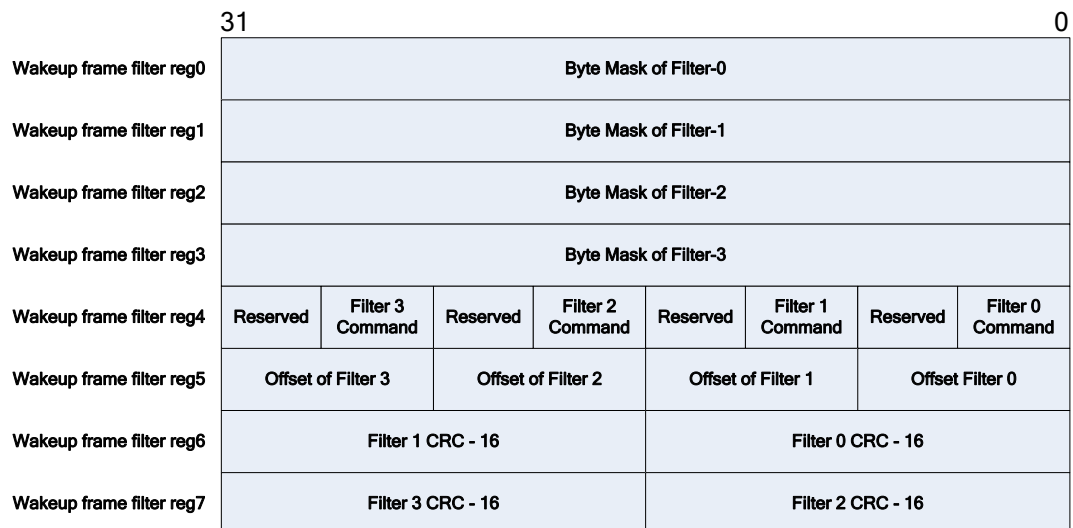 31 0
Wakeup frame filter reg0 Byte Mask of Filter-0
Wakeup frame filter reg1 Byte Mask of Filter-1
Wakeup frame filter reg2 Byte Mask of Filter-2
Wakeup frame filter reg3 Byte Mask of Filter-3
Wakeup frame filter reg4 Reserved Filter 3 Command Reserved Filter 2 Command Reserved Filter 1 Command Reserved Filter 0 Command
Wakeup frame filter reg5 Offset of Filter 3 Offset of Filter 2 Offset of Filter 1 Offset Filter 0
Wakeup frame filter reg6 Filter 1 CRC - 16 Filter 0 CRC - 16
Wakeup frame filter reg7 Filter 3 CRC - 16 Filter 2 CRC - 16